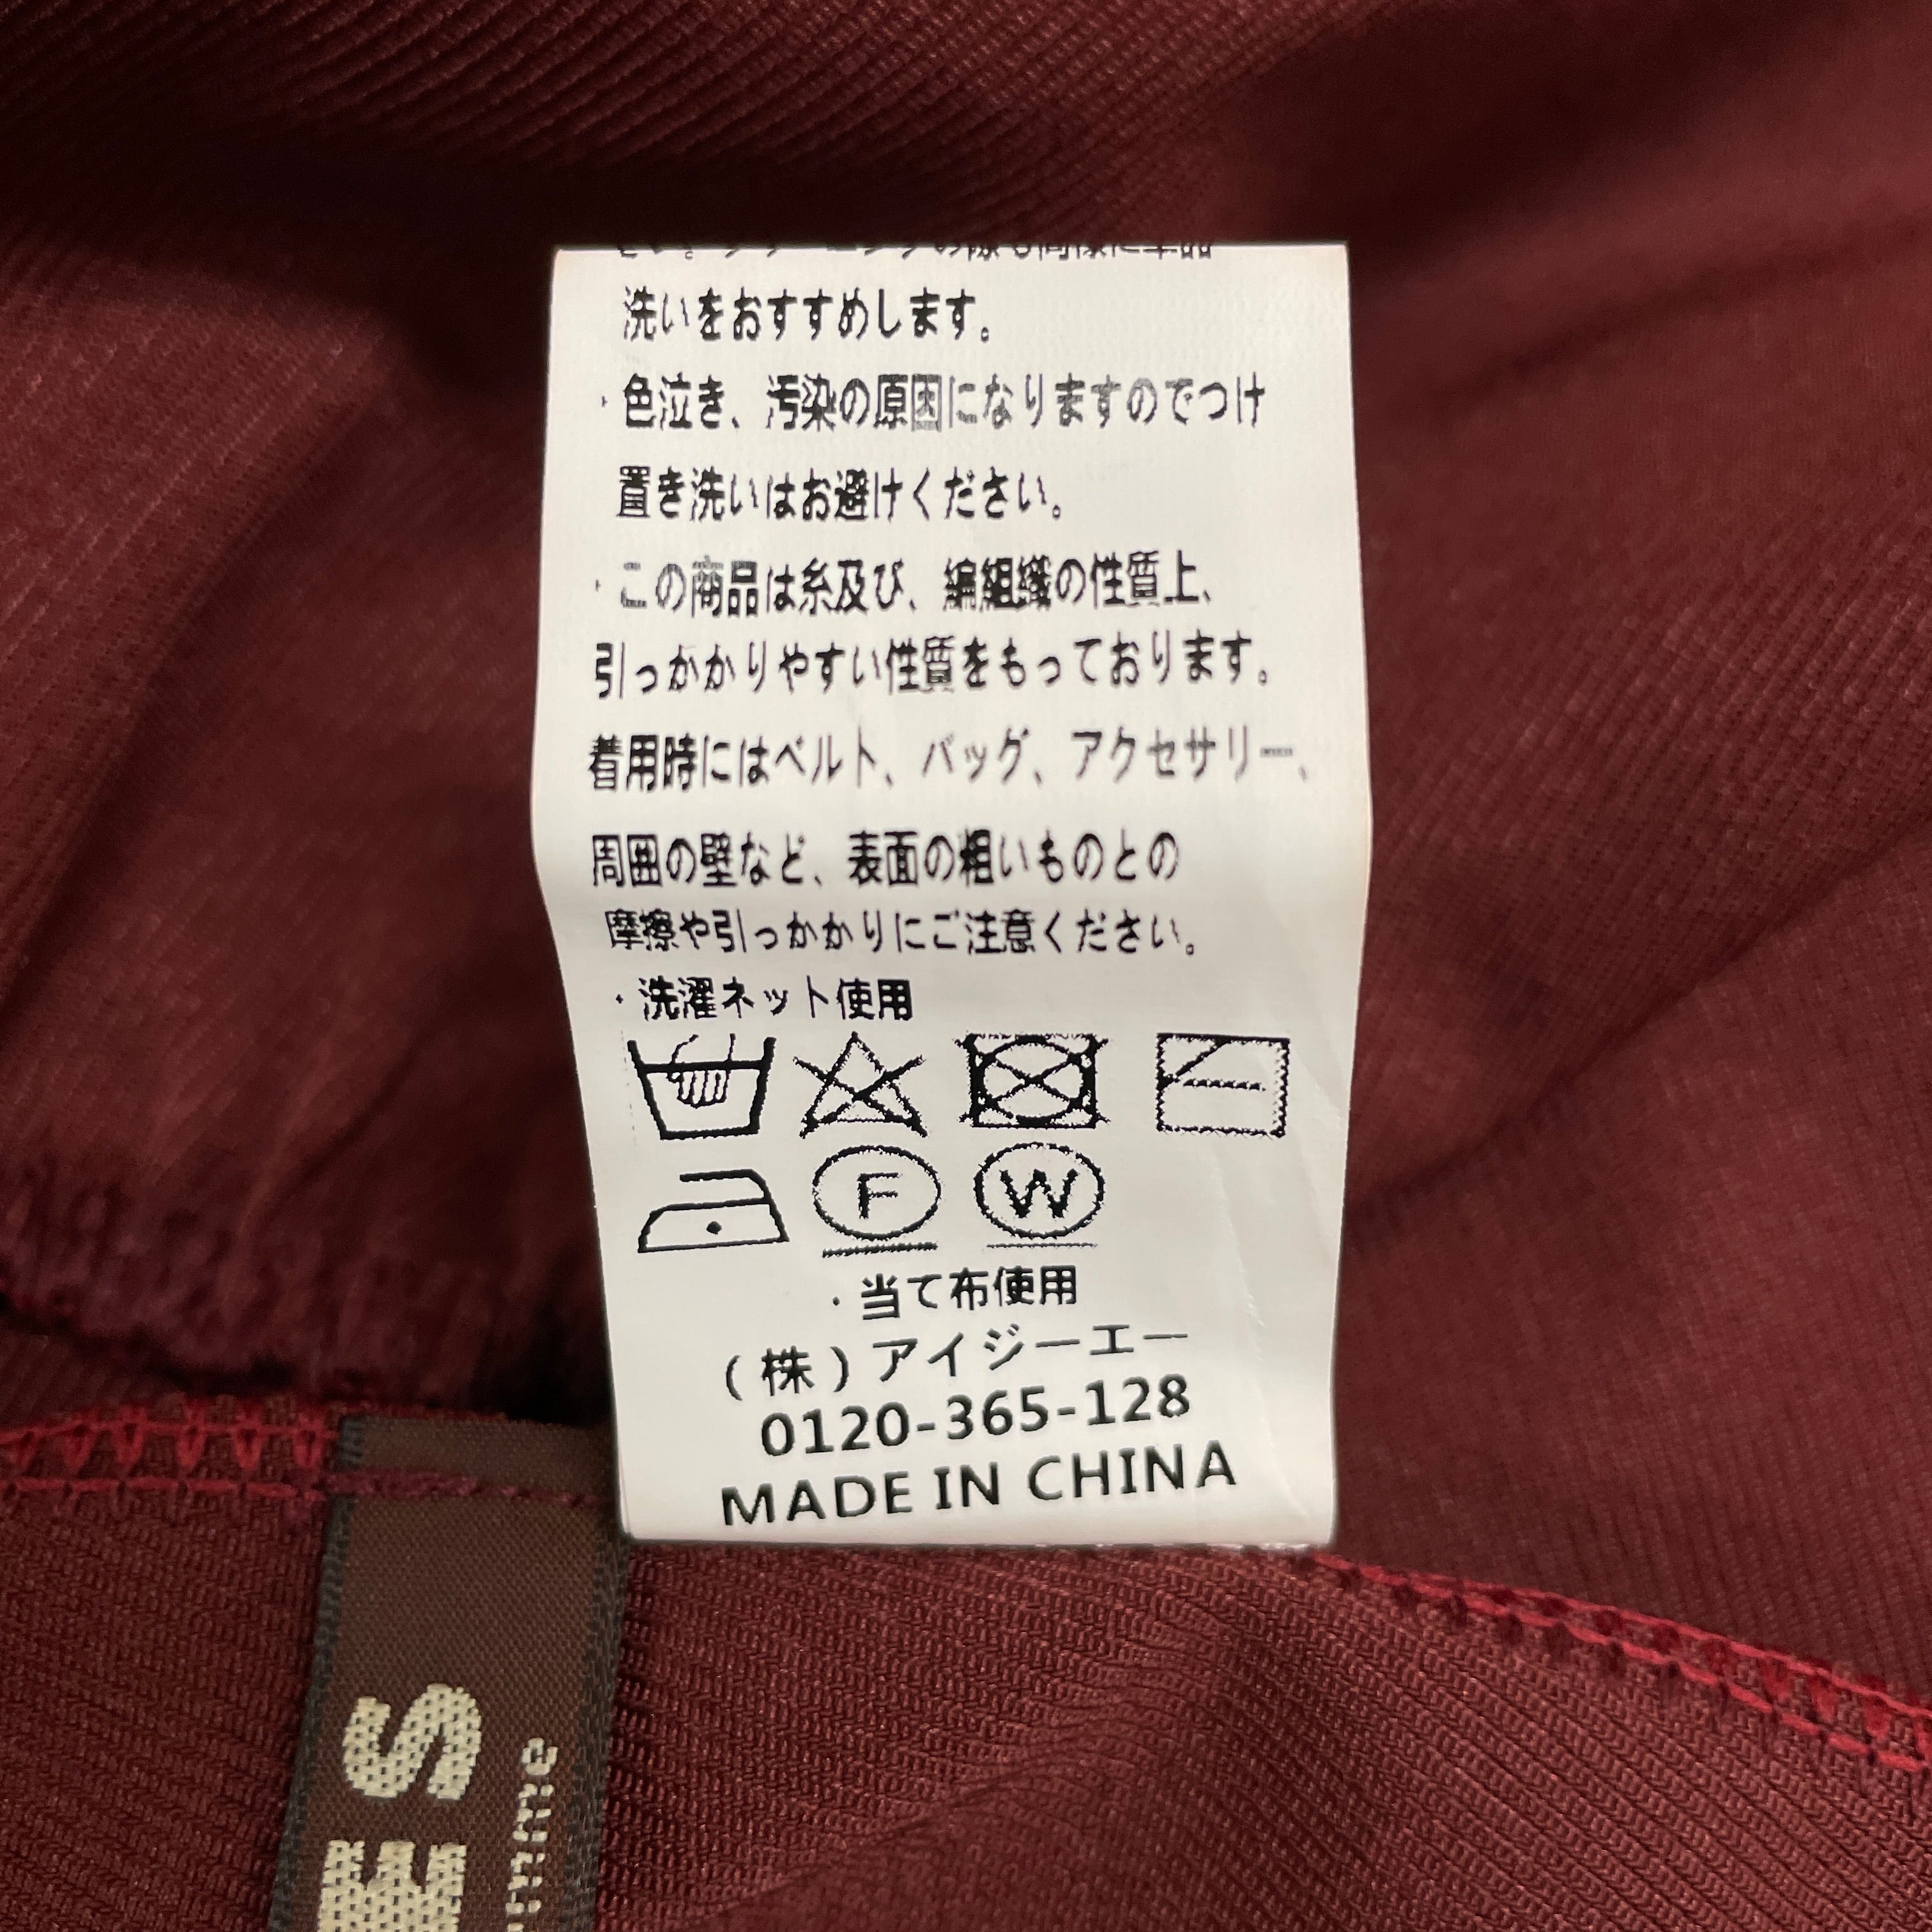 洗いをおすすめします。
・色泣き、汚染の原因になりますのでつけ
置き洗いはお避けください。
・この商品は糸及び、編組織の性質上、
引っかかりやすい性質をもっております。
着用時にはベルト、バッグ、アクセサリー、
周囲の壁など、表面の粗いものとの
摩擦や引っかかりにご注意ください。
・洗濯ネット使用
F
W
・当て布使用
(株)アイジーエー
0120-365-128
MADE IN CHINA
ES